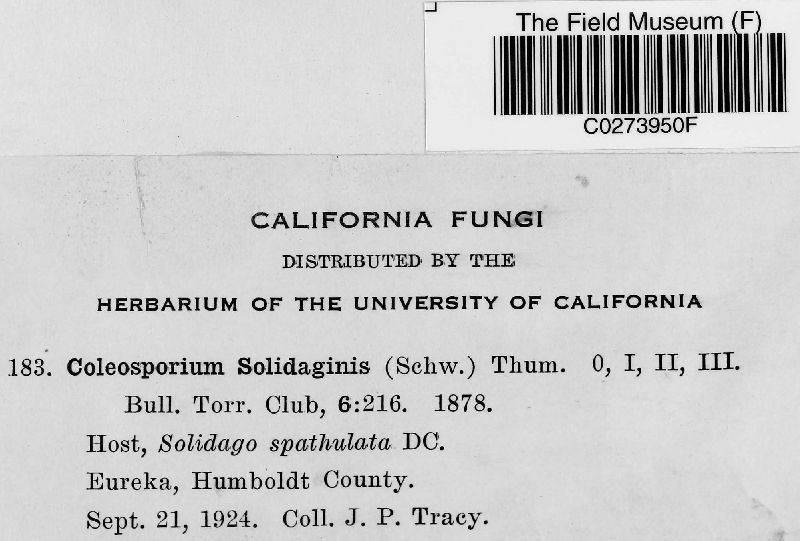 The Field Museum (F)
C0273950F
CALIFORNIA FUNGI
DISTRIBUTED BY THE
HERBARIUM OF THE UNIVERSITY OF CALIFORNIA
183. Coleosporium Solidaginis (Schw.) Thum. 0, I, II, III.
Bull. Torr. Club, 6:216. 1878.
Host, Solidago spathulata DC.
Eureka, Humboldt County.
Sept. 21, 1924. Coll. J. P. Tracy.